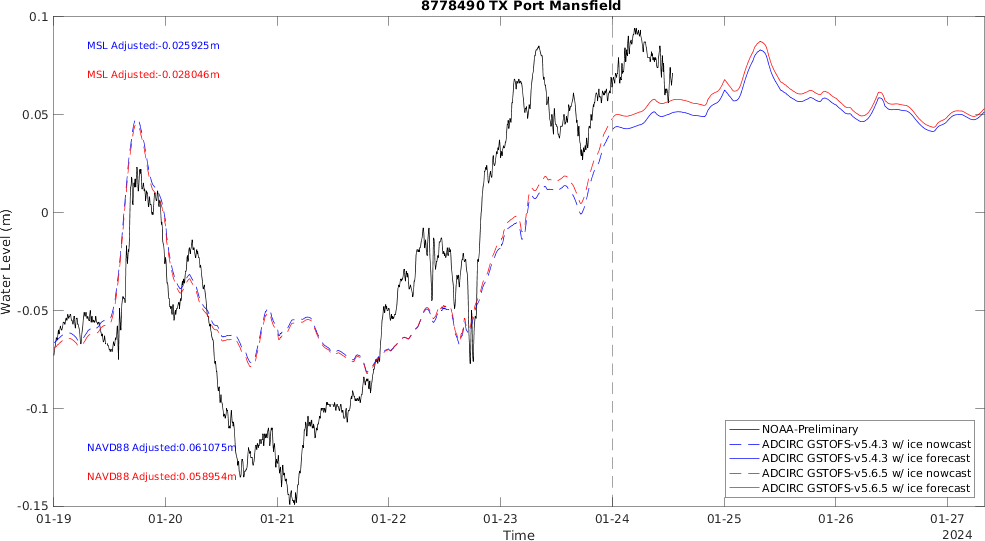 8778490 TX Port Mansfield
MSL Adjusted:-0.025925m
MSL Adjusted:-0.028046m
NAVD88 Adjusted:0.061075m
NAVD88 Adjusted:0.058954m
Water Level (m)
0.1
0.05
0
-0.05
-0.1
-0.15
NOAA-Preliminary
ADCIRC GSTOFS-v5.4.3 w/ ice nowcast
ADCIRC GSTOFS-v5.4.3 w/ ice forecast
ADCIRC GSTOFS-v5.6.5 w/ ice nowcast
ADCIRC GSTOFS-v5.6.5 w/ ice forecast
01-19 01-20 01-21 01-22 01-23 01-24 01-25 01-26 01-27
Time
2024